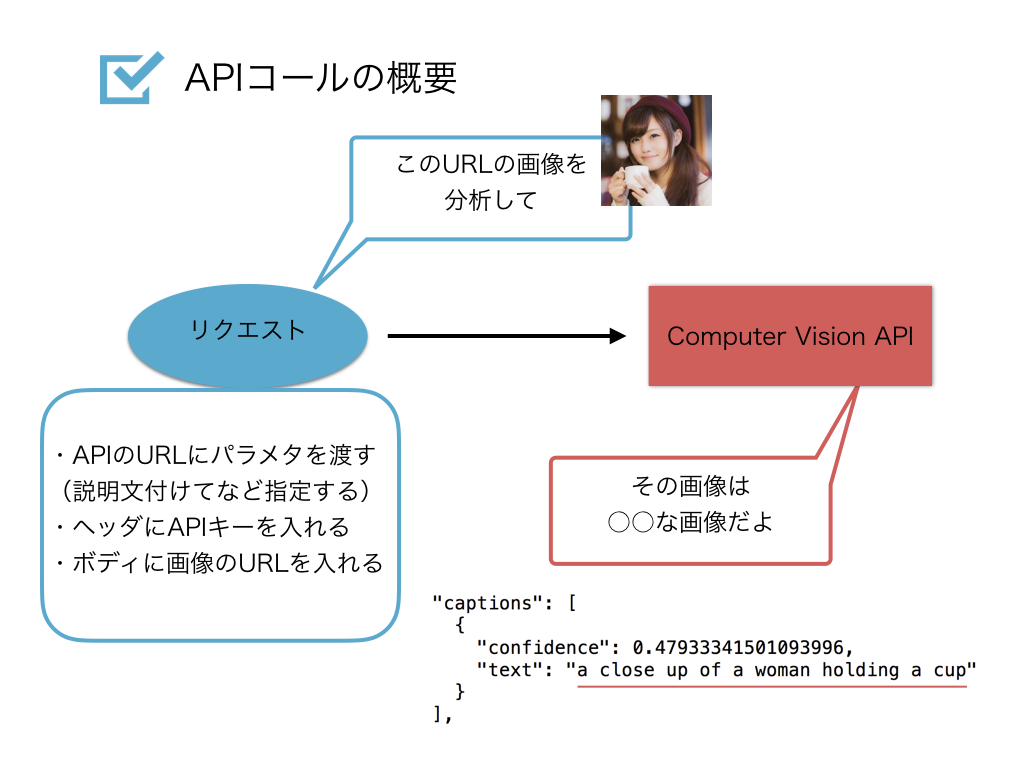 APIコールの概要
このURLの画像を
分析して
リクエスト
Computer Vision API
・APIのURLにパラメタを渡す
（説明文付けてなど指定する）
・ヘッダにAPIキーを入れる
・ボディに画像のURLを入れる
その画像は
○○な画像だよ
"captions": [
{
"confidence": 0.47933341501093996,
"text": "a close up of a woman holding a cup"
}
],